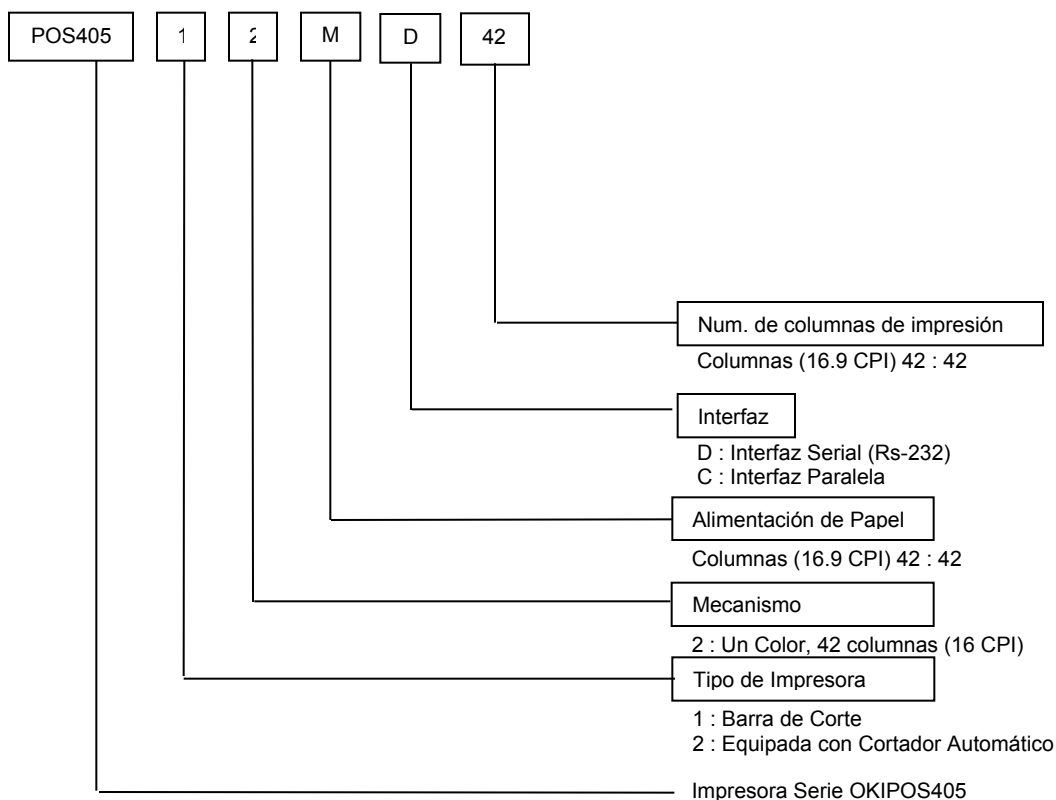 POS405 1 2 M D 42
Num. de columnas de impresión
Columnas (16.9 CPI) 42 : 42
Interfaz
D : Interfaz Serial (Rs-232)
C : Interfaz Paralela
Alimentación de Papel
Columnas (16.9 CPI) 42 : 42
Mecanismo
2 : Un Color, 42 columnas (16 CPI)
Tipo de Impresora
1 : Barra de Corte
2 : Equipada con Cortador Automático
Impresora Serie OKIPOS405